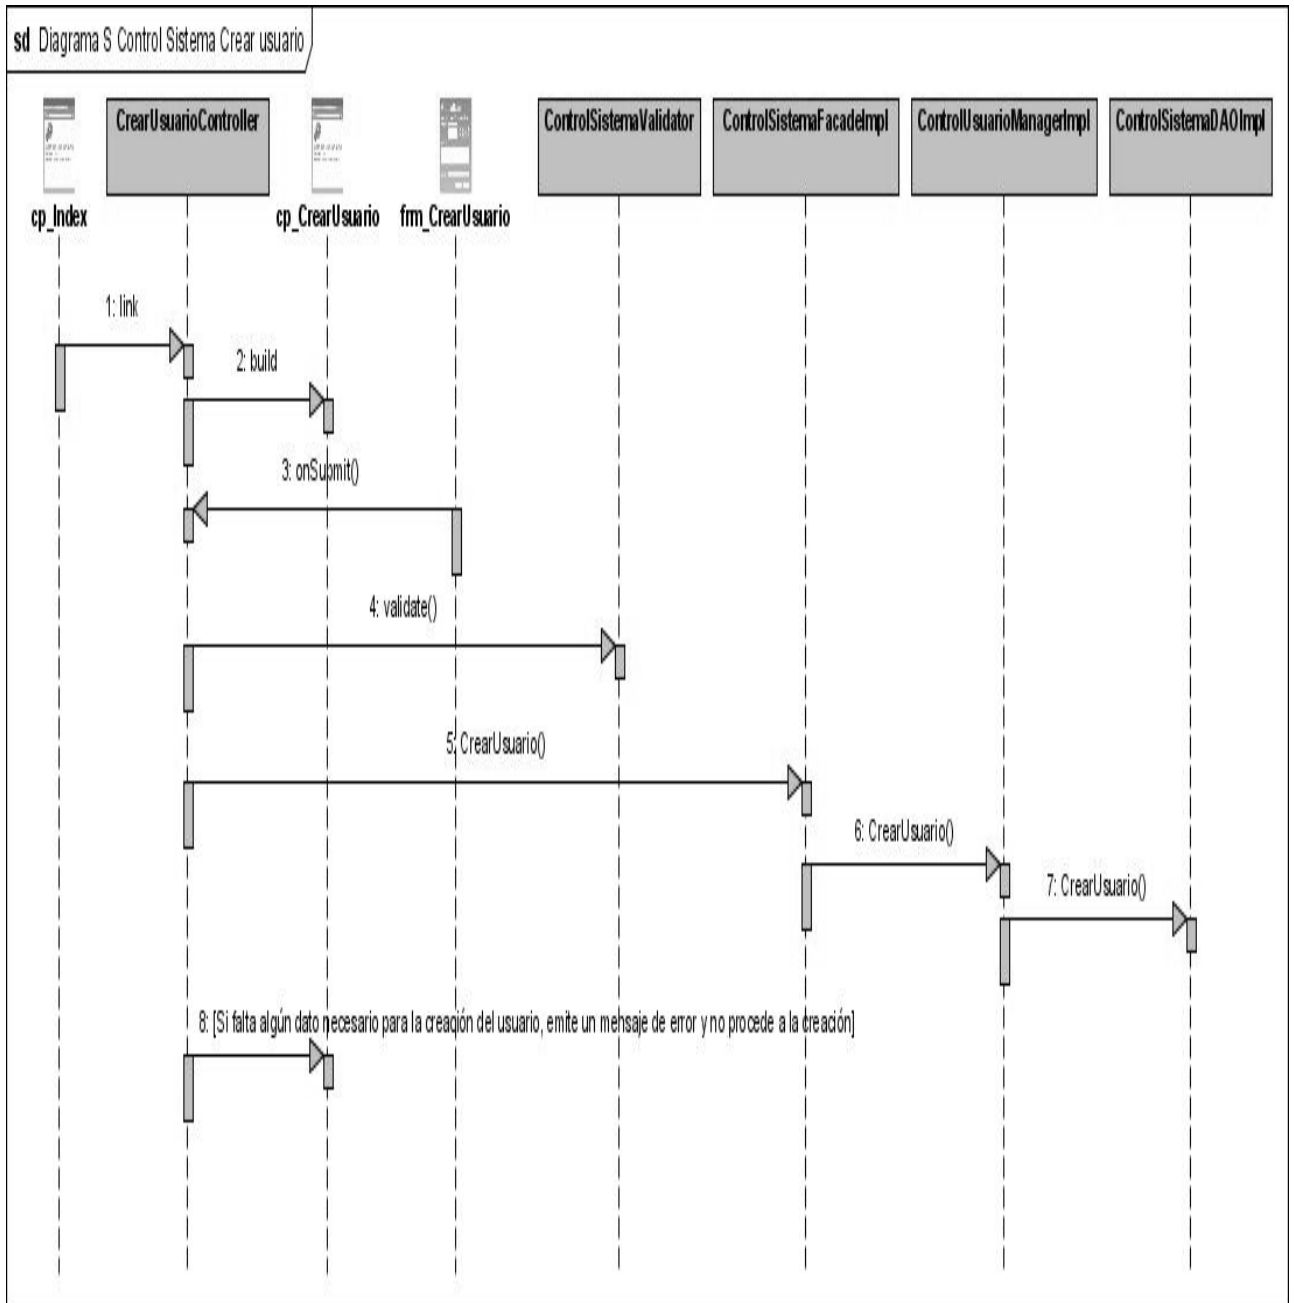 sd Diagrama S Control Sistema Crear usuario
CrearUsuarioController
ControlSistemaValidator
ControlSistemaFacadeImpl
ControlUsuarioManagerImpl
ControlSistemaDAOImpl
cp_Index
cp_CrearUsuario
frm_CrearUsuario
1: link
2: build
3: onSubmit()
4: validate()
5: CrearUsuario()
6: CrearUsuario()
7: CrearUsuario()
8: [Si falta algún dato necesario para la creación del usuario, emite un mensaje de error y no procede a la creación]